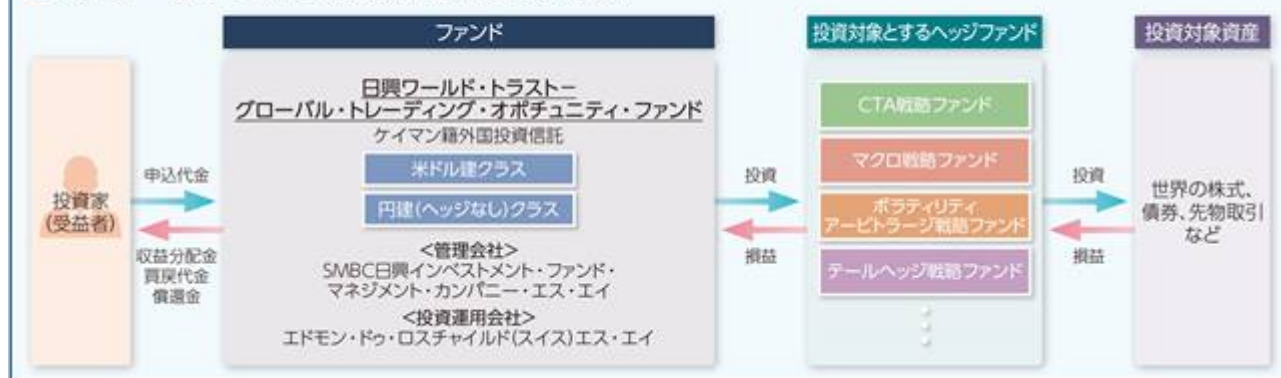 ファンド
投資対象とするヘッジファンド
投資対象資産
投資家
(受益者)
申込代金
収益分配金
買戻代金
償還金
日興ワールド・トラストー
グローバル・トレーディング・オポチュニティ・ファンド
ケイマン籍外国投資信託
米ドル建クラス
円建(ヘッジなし)クラス
<管理会社>
SMBC日興インベストメント・ファンド・
マネジメント・カンパニー・エス・エイ
<投資運用会社>
エドモン・ドゥ・ロスチャイルド(スイス)エス・エイ
投資
損益
CTA戦略ファンド
マクロ戦略ファンド
ボラティリティ
アービトラージ戦略ファンド
テールヘッジ戦略ファンド
投資
損益
世界の株式、
債券、先物取引
など